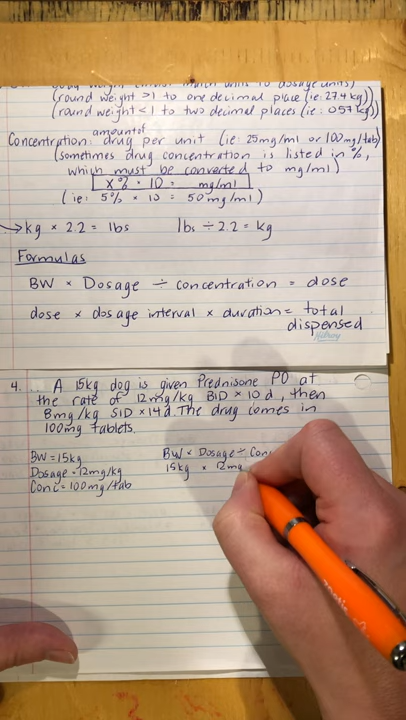 (round weight >1 to one decimal place (ie: 27.4 kg))
(round weight <1 to two decimal places (ie: 0.57 kg))
Concentration: amount of drug per unit (ie: 25mg/ml or 100mg/tab)
(sometimes drug concentration is listed in %,
which must be converted to mg/ml)
X% × 10 = mg/ml
(ie: 5% × 10 = 50mg/ml)
→kg × 2.2 = lbs lbs ÷ 2.2 = kg
Formulas
BW × Dosage ÷ concentration = dose
dose × dosage interval × duration = total
dispensed
Hilroy
4. A 15kg dog is given Prednisone PO at
the rate of 12mg/kg BID × 10 d, then
8mg/kg SID × 14 d. The drug comes in
100mg tablets.
BW = 15kg BW × Dosage ÷ Conc
Dosage = 12mg/kg 15kg × 12mg
Conc = 100mg/tab
zoetis